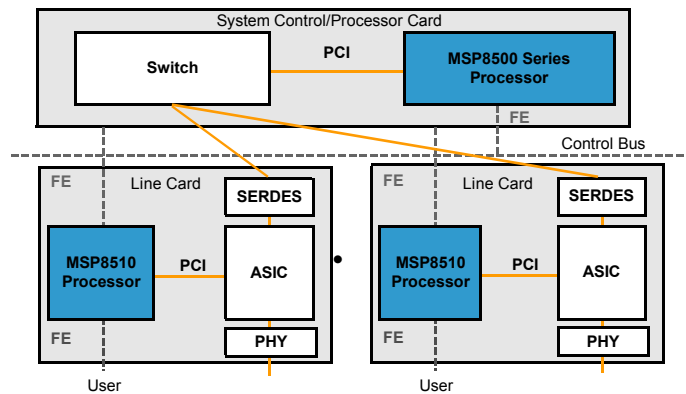 System Control/Processor Card
Switch
PCI
MSP8500 Series
Processor
FE
Control Bus
FE
Line Card
SERDES
MSP8510
Processor
PCI
ASIC
FE
PHY
User
FE
Line Card
SERDES
MSP8510
Processor
PCI
ASIC
FE
PHY
User